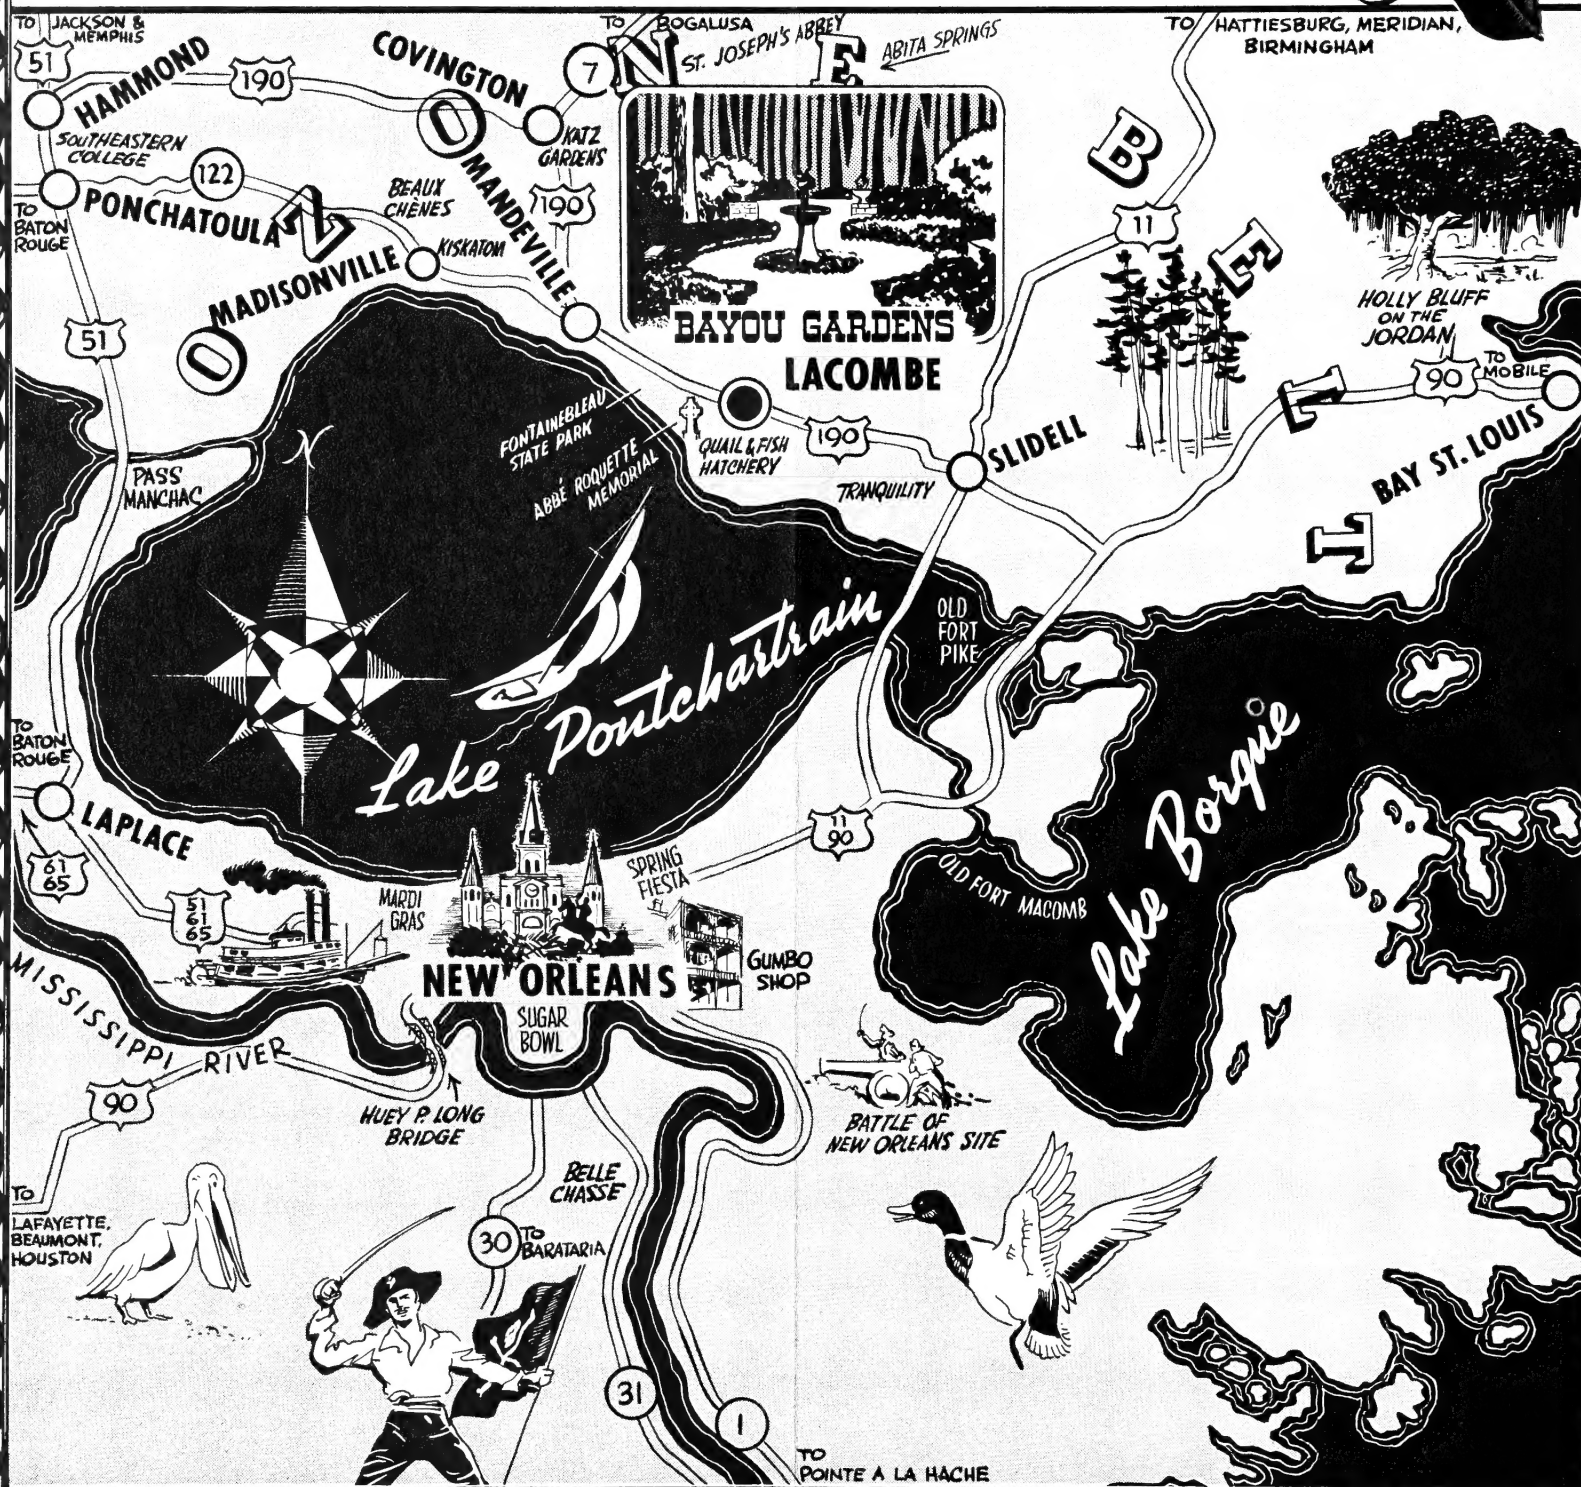 TO JACKSON &
MEMPHIS
51
HAMMOND
190
COVINGTON
TO BOGALUSA
7
ST. JOSEPH'S ABBEY
ABITA SPRINGS
TO HATTIESBURG, MERIDIAN,
BIRMINGHAM
OZONE BELT
SOUTHEASTERN
COLLEGE
KATZ
GARDENS
122
PONCHATOULA
BEAUX
CHÈNES
MANDEVILLE
190
11
TO
BATON
ROUGE
MADISONVILLE
KISKATOM
HOLLY BLUFF
ON THE
JORDAN
BAYOU GARDENS
LACOMBE
51
90
TO
MOBILE
FONTAINEBLEAU
STATE PARK
ABBÉ ROQUETTE
MEMORIAL
QUAIL & FISH
HATCHERY
190
SLIDELL
BAY ST. LOUIS
PASS
MANCHAC
N
TRANQUILITY
OLD
FORT
PIKE
Lake Pontchartrain
Lake Borgne
TO
BATON
ROUGE
LAPLACE
11
90
61
65
51
61
65
MARDI
GRAS
SPRING
FIESTA
OLD FORT MACOMB
NEW ORLEANS
GUMBO
SHOP
SUGAR
BOWL
MISSISSIPPI RIVER
90
HUEY P. LONG
BRIDGE
BATTLE OF
NEW ORLEANS SITE
BELLE
CHASSE
TO
LAFAYETTE,
BEAUMONT,
HOUSTON
30
TO
BARATARIA
31
1
TO
POINTE A LA HACHE